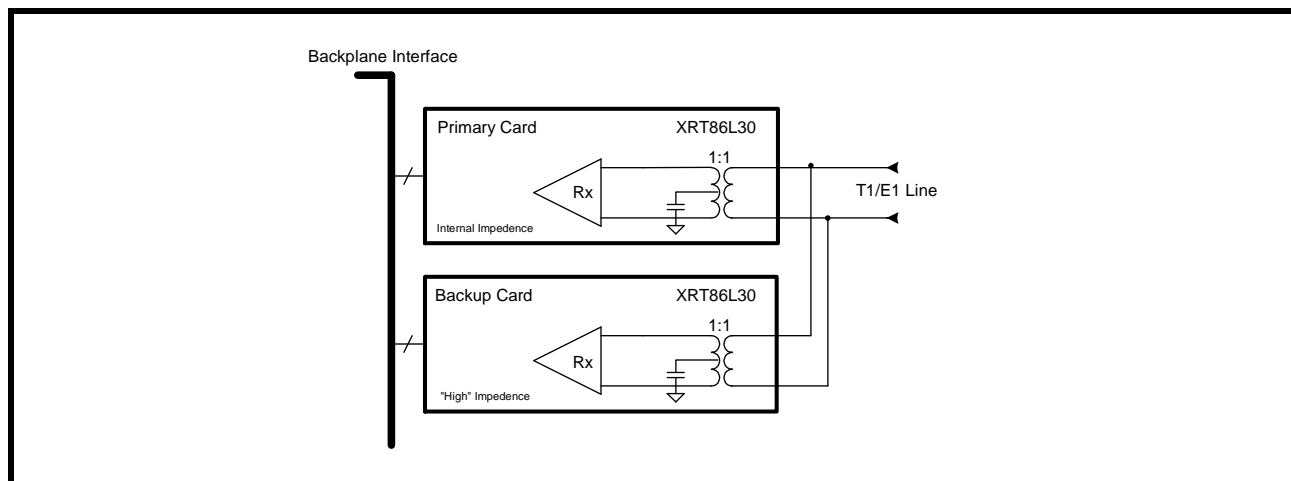 Backplane Interface
Primary Card
XRT86L30
1:1
Rx
T1/E1 Line
Internal Impedence
Backup Card
XRT86L30
1:1
Rx
"High" Impedence